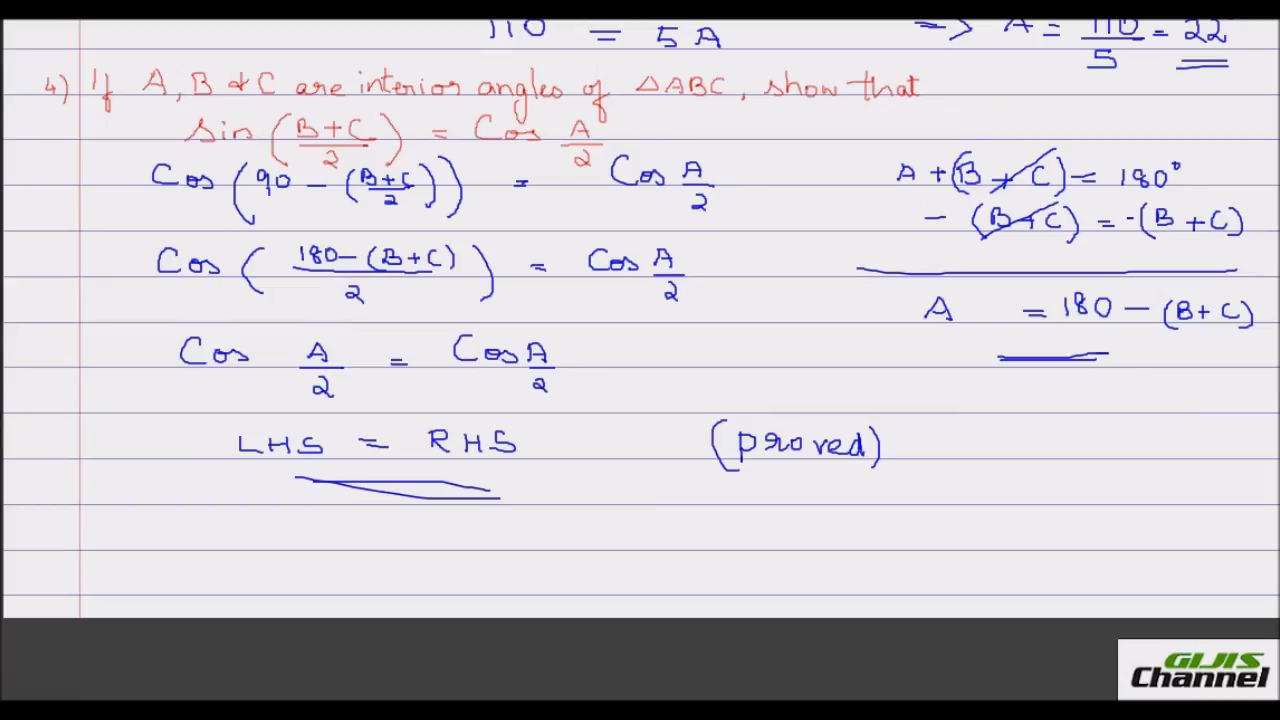 110 = 5A => A = 110/5 = 22
4) If A, B & C are interior angles of △ABC, show that
sin (B+C/2) = Cos A/2
Cos (90 - (B+C/2)) = Cos A/2
Cos (180-(B+C)/2) = Cos A/2
Cos A/2 = Cos A/2
LHS = RHS (proved)
A + (B + C) = 180°
- (B+C) = -(B + C)
A = 180 - (B+C)
GIJIS
Channel